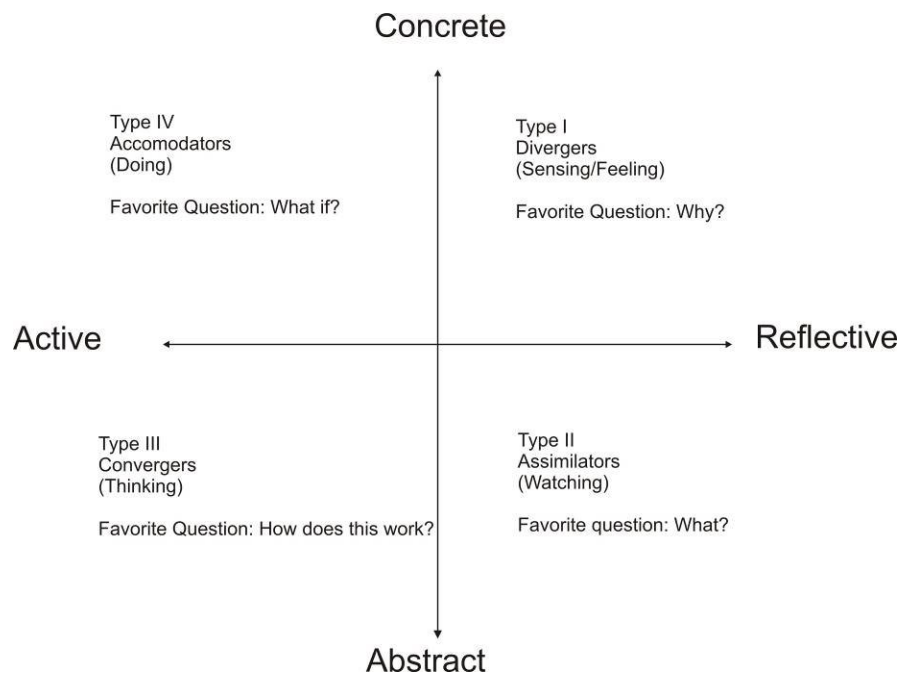 Concrete
Type IV
Accomodators
(Doing)
Favorite Question: What if?
Type I
Divergers
(Sensing/Feeling)
Favorite Question: Why?
Active
Reflective
Type III
Convergers
(Thinking)
Favorite Question: How does this work?
Type II
Assimilators
(Watching)
Favorite question: What?
Abstract